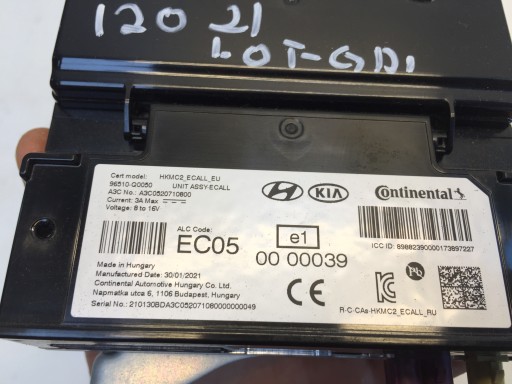 120 21
1.0T-GDI
Cert model: HKMC2_ECALL_EU
96510-Q0050 UNIT ASSY-ECALL
A3C No.: A3C0520710800
Current: 3A Max
Voltage: 8 to 16V
KIA
Continental
ALC Code:
EC05
e1
00 00039
ICC ID: 89882390000173897227
Made in Hungary
Manufactured Date: 30/01/2021
Continental Automotive Hungary Co. Ltd.
Napmatka utca 6, 1106 Budapest, Hungary
Serial No.: 210130BDA3C0520710800000000049
CE
Pb
R-C-CAs-HKMC2_ECALL_RU